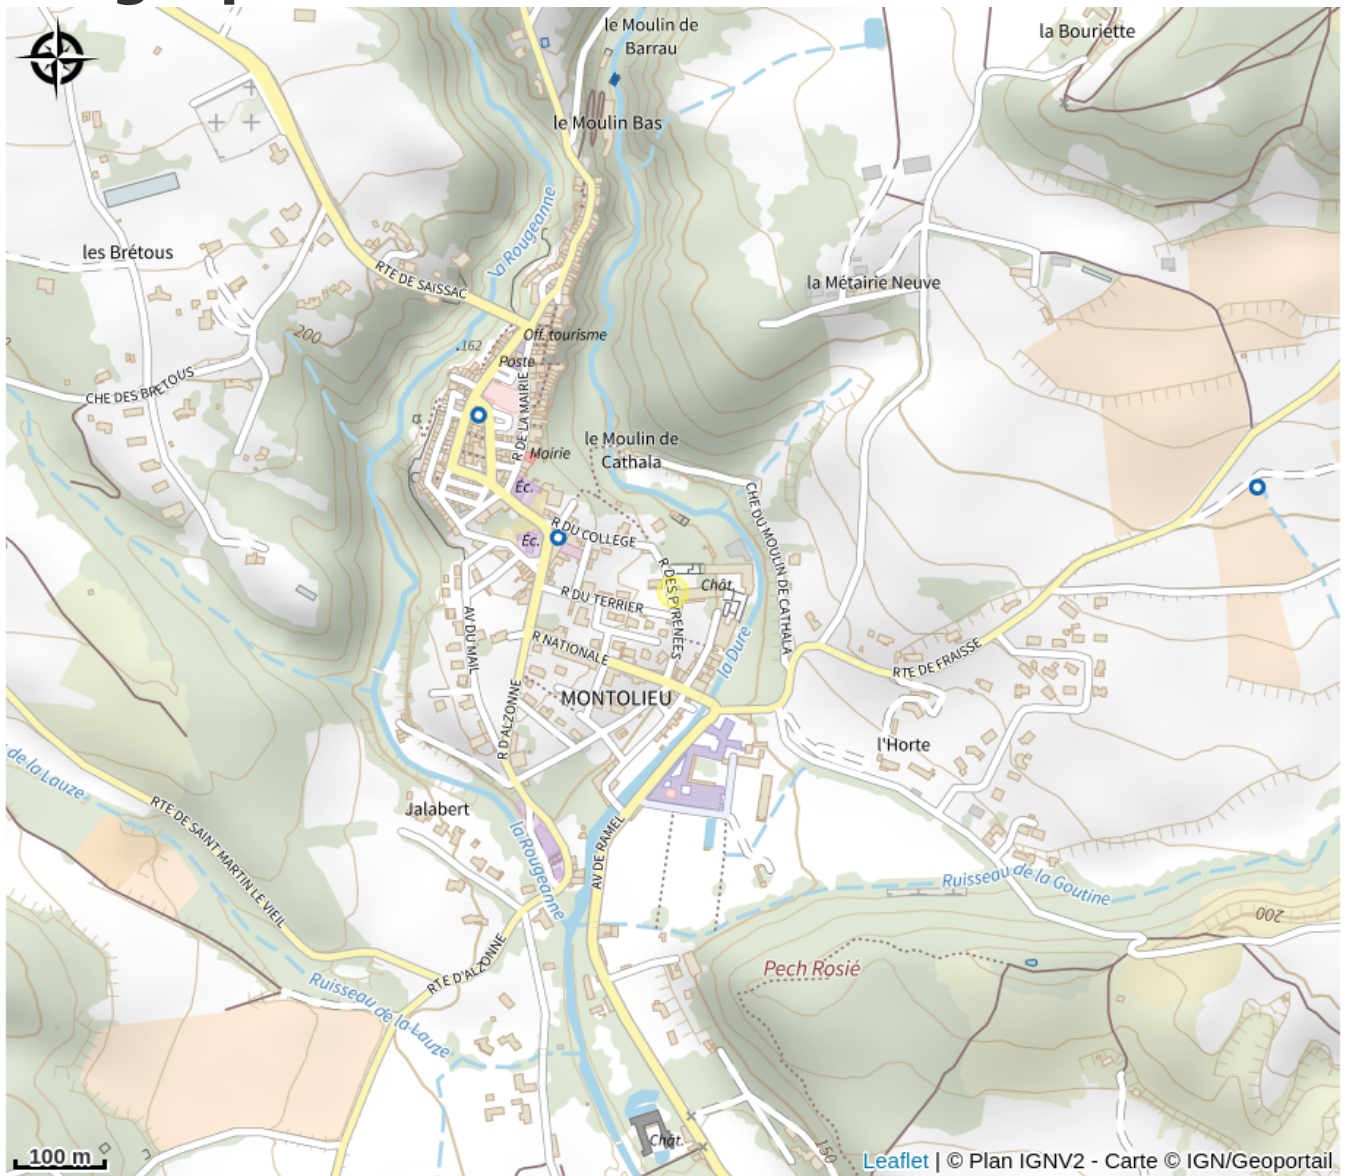 le Moulin de
Barrau
la Bouriette
le Moulin Bas
la Rougeanne
les Brétous
RTE DE SAISSAC
la Métairie Neuve
200
Off. tourisme
.162
Poste
CHE DES BRETOUS
R DE LA MAIRIE
le Moulin de
Cathala
Mairie
Éc.
CHE DU MOULIN DE CATHALA
R DU COLLEGE
Éc.
R DES PYRENEES
Chât.
R DU TERRIER
AV DU MAIL
R NATIONALE
la Dure
RTE DE FRAISSE
MONTOLIEU
R D'ALZONNE
l'Horte
de la Lauze
Jalabert
RTE DE SAINT MARTIN LE VIEIL
la Rougeanne
AV DE RAMEL
Ruisseau de la Goutine
200
RTE D'ALZONNE
Pech Rosié
Ruisseau de la Lauze
Chât.
150
100 m
Leaflet | © Plan IGNV2 - Carte © IGN/Geoportail